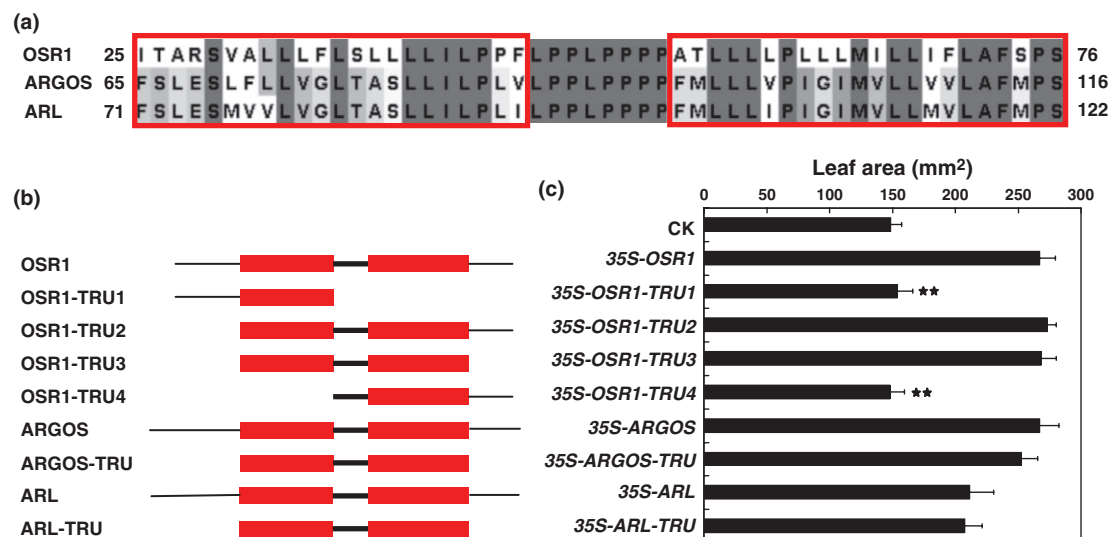 (a)
OSR1 25 ITARSVALLLFLSLLLLILPPFLPPLPPPPATLLLLPLLLMILLIFLAFSPS 76
ARGOS 65 FSLESLFLLVGLTASLLILPLVLPPLPPPPFMLLLVPIGIMVLLVVLAFMPS 116
ARL 71 FSLESMVVLVGLTASLLILPLILPPLPPPPFMLLLIPIGIMVLLMVLAFMPS 122
(b)
OSR1
OSR1-TRU1
OSR1-TRU2
OSR1-TRU3
OSR1-TRU4
ARGOS
ARGOS-TRU
ARL
ARL-TRU
(c)
Leaf area (mm²)
0 50 100 150 200 250 300
CK
35S-OSR1
35S-OSR1-TRU1 ★★
35S-OSR1-TRU2
35S-OSR1-TRU3
35S-OSR1-TRU4 ★★
35S-ARGOS
35S-ARGOS-TRU
35S-ARL
35S-ARL-TRU